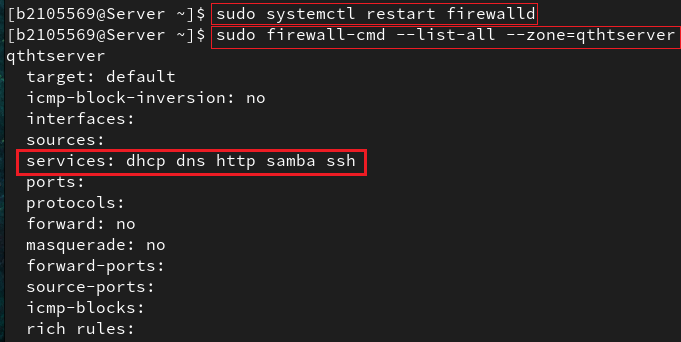 [b2105569@Server ~]$ sudo systemctl restart firewalld
[b2105569@Server ~]$ sudo firewall-cmd --list-all --zone=qthtserver
qthtserver
  target: default
  icmp-block-inversion: no
  interfaces:
  sources:
  services: dhcp dns http samba ssh
  ports:
  protocols:
  forward: no
  masquerade: no
  forward-ports:
  source-ports:
  icmp-blocks:
  rich rules: